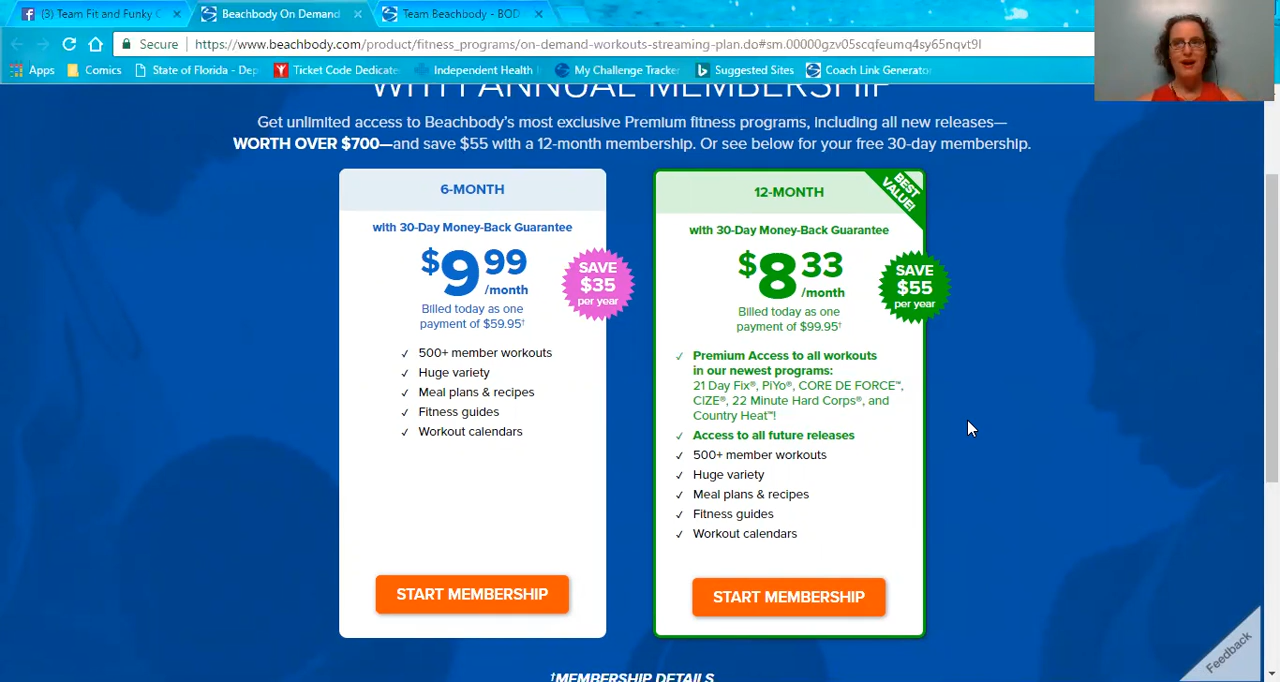 (3) Team Fit and Funky C
Beachbody On Demand
Team Beachbody - BOD
Secure
https://www.beachbody.com/product/fitness_programs/on-demand-workouts-streaming-plan.do#sm.00000gzv05scqfeumq4sy65nqvt9l
Apps
Comics
State of Florida - Dep
Ticket Code Dedicate
Independent Health
My Challenge Tracker
Suggested Sites
Coach Link Generator
WITH ANNUAL MEMBERSHIP
Get unlimited access to Beachbody's most exclusive Premium fitness programs, including all new releases—
WORTH OVER $700—and save $55 with a 12-month membership. Or see below for your free 30-day membership.
6-MONTH
with 30-Day Money-Back Guarantee
$9 99
/month
SAVE
$35
per year
Billed today as one
payment of $59.95†
✓ 500+ member workouts
✓ Huge variety
✓ Meal plans & recipes
✓ Fitness guides
✓ Workout calendars
START MEMBERSHIP
12-MONTH
BEST
VALUE!
with 30-Day Money-Back Guarantee
$8 33
/month
SAVE
$55
per year
Billed today as one
payment of $99.95†
✓ Premium Access to all workouts
in our newest programs:
21 Day Fix®, PiYo®, CORE DE FORCE™,
CIZE®, 22 Minute Hard Corps®, and
Country Heat™!
✓ Access to all future releases
✓ 500+ member workouts
✓ Huge variety
✓ Meal plans & recipes
✓ Fitness guides
✓ Workout calendars
START MEMBERSHIP
Feedback
†MEMBERSHIP DETAILS